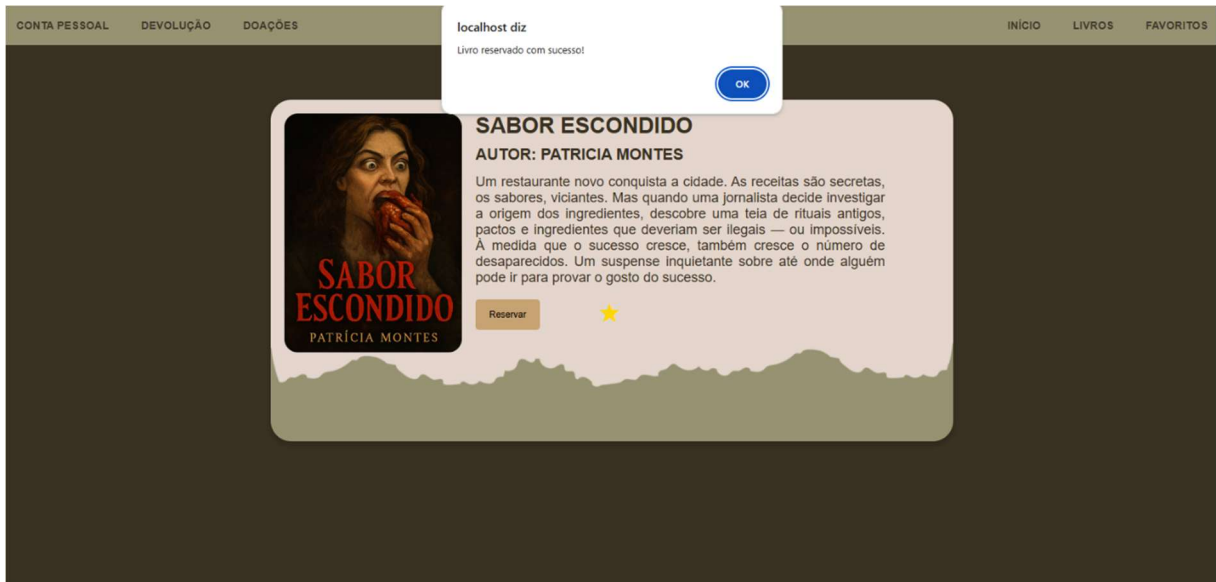 CONTA PESSOAL DEVOLUÇÃO DOAÇÕES
INÍCIO LIVROS FAVORITOS
localhost diz
Livro reservado com sucesso!
OK
SABOR
ESCONDIDO
PATRÍCIA MONTES
SABOR ESCONDIDO
AUTOR: PATRICIA MONTES
Um restaurante novo conquista a cidade. As receitas são secretas,
os sabores, viciantes. Mas quando uma jornalista decide investigar
a origem dos ingredientes, descobre uma teia de rituais antigos,
pactos e ingredientes que deveriam ser ilegais — ou impossíveis.
À medida que o sucesso cresce, também cresce o número de
desaparecidos. Um suspense inquietante sobre até onde alguém
pode ir para provar o gosto do sucesso.
Reservar